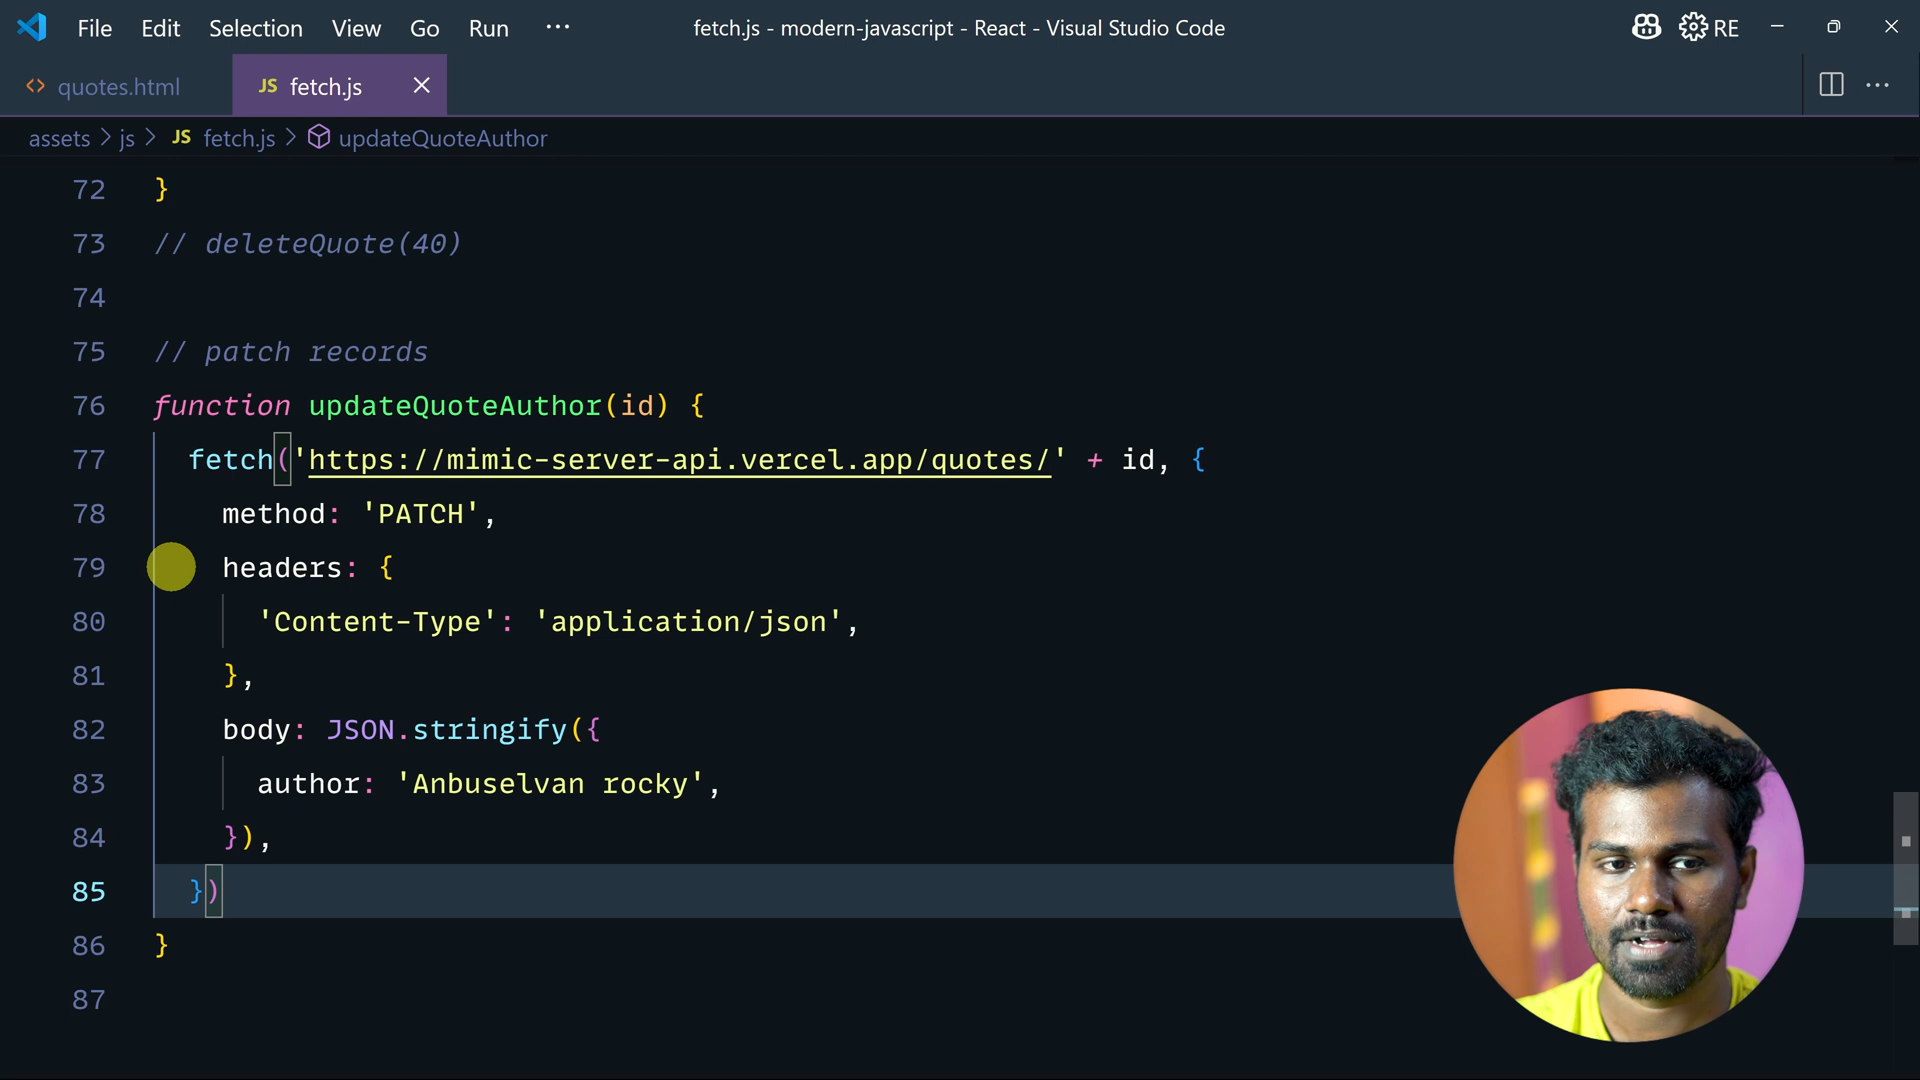 File Edit Selection View Go Run ··· fetch.js - modern-javascript - React - Visual Studio Code RE
quotes.html JS fetch.js
assets > js > JS fetch.js > updateQuoteAuthor
72 }
73 // deleteQuote(40)
74
75 // patch records
76 function updateQuoteAuthor(id) {
77 fetch('https://mimic-server-api.vercel.app/quotes/' + id, {
78 method: 'PATCH',
79 headers: {
80 'Content-Type': 'application/json',
81 },
82 body: JSON.stringify({
83 author: 'Anbuselvan rocky',
84 }),
85 })
86 }
87